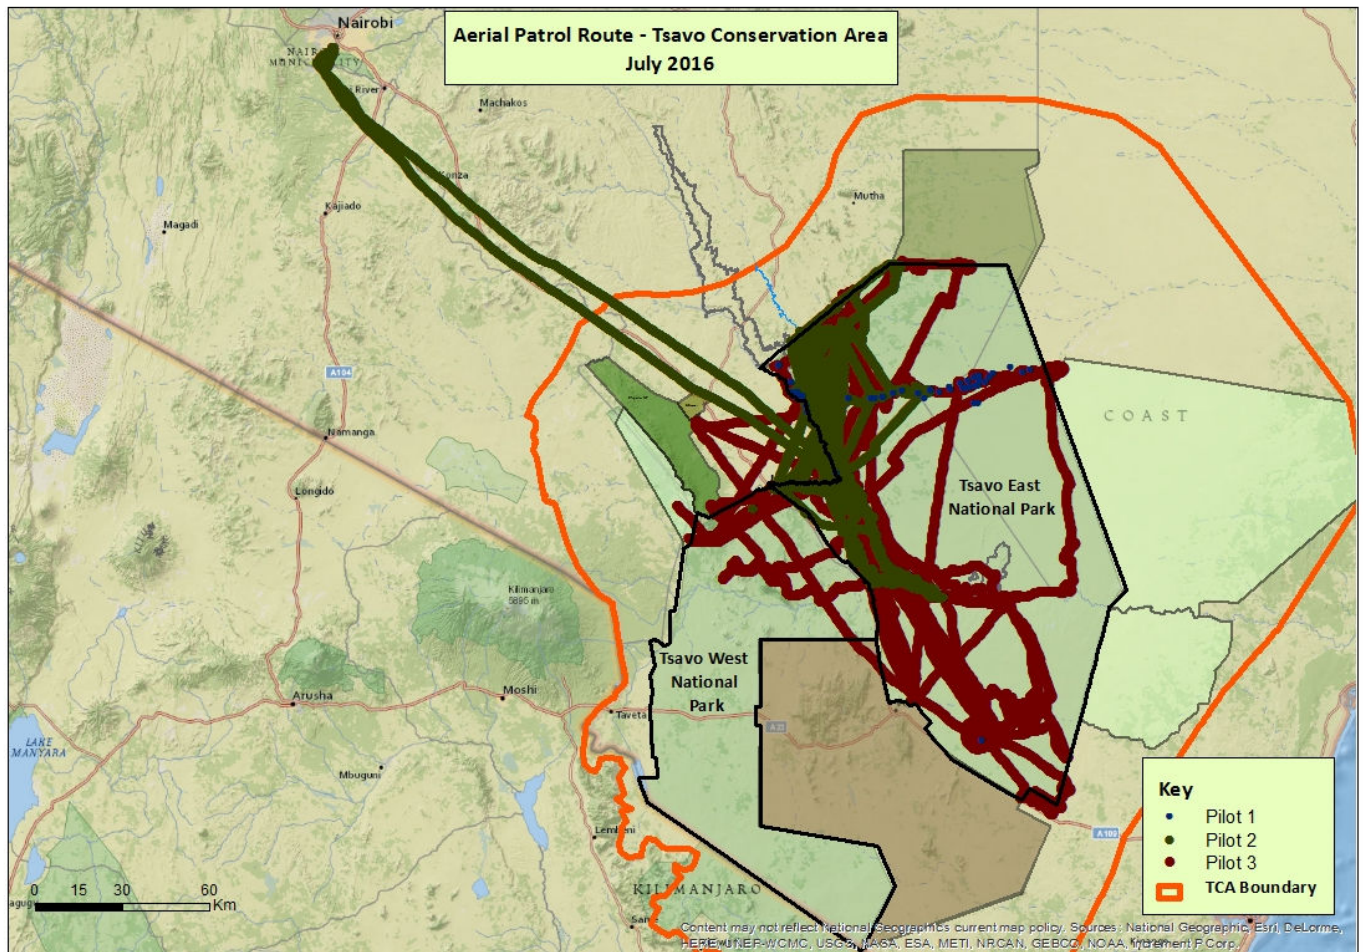 Aerial Patrol Route - Tsavo Conservation Area
July 2016
Nairobi
Machakos
Konza
Kajiado
Magadi
Mutha
A104
Namanga
Longido
COAST
Tsavo East
National Park
Kilimanjaro
5895 m
Tsavo West
National
Park
Arusha
Moshi
Taveta
A23
LAKE
MANYARA
Mbuguni
Lembeni
A109
KILIMANJARO
Key
Pilot 1
Pilot 2
Pilot 3
TCA Boundary
0 15 30 60
Km
Content may not reflect National Geographic's current map policy. Sources: National Geographic, Esri, DeLorme,
HERE, UNEP-WCMC, USGS, NASA, ESA, METI, NRCAN, GEBCO, NOAA, increment P Corp.